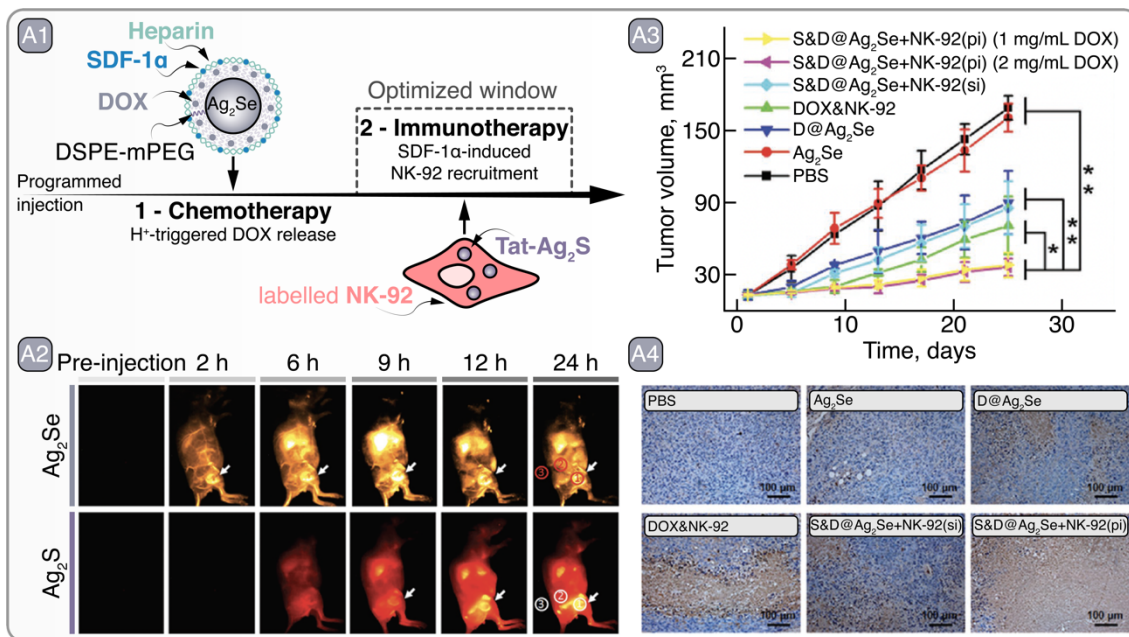 A1
Heparin
SDF-1α
DOX
Ag₂Se
DSPE-mPEG
Optimized window
2 - Immunotherapy
SDF-1α-induced
NK-92 recruitment
Programmed
injection
1 - Chemotherapy
H⁺-triggered DOX release
Tat-Ag₂S
labelled NK-92
A3
S&D@Ag₂Se+NK-92(pi) (1 mg/mL DOX)
S&D@Ag₂Se+NK-92(pi) (2 mg/mL DOX)
S&D@Ag₂Se+NK-92(si)
DOX&NK-92
D@Ag₂Se
Ag₂Se
PBS
Tumor volume, mm³
210
150
90
30
0
10
20
30
Time, days
*
**
**
A2
Pre-injection
2 h
6 h
9 h
12 h
24 h
Ag₂Se
③
②
①
Ag₂S
③
②
①
A4
PBS
100 μm
Ag₂Se
100 μm
D@Ag₂Se
100 μm
DOX&NK-92
100 μm
S&D@Ag₂Se+NK-92(si)
100 μm
S&D@Ag₂Se+NK-92(pi)
100 μm